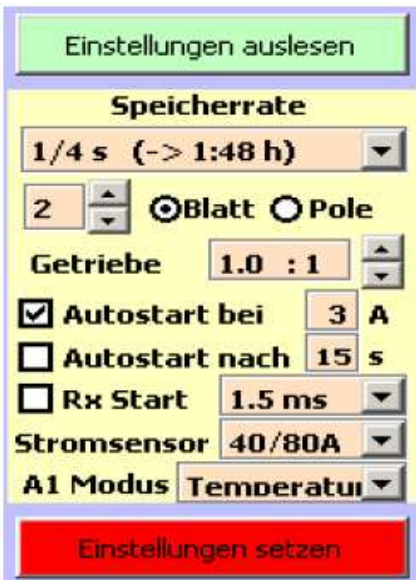 Einstellungen auslesen
Speicherrate
1/4 s (-> 1:48 h)
2 Blatt Pole
Getriebe 1.0 : 1
Autostart bei 3 A
Autostart nach 15 s
Rx Start 1.5 ms
Stromsensor 40/80A
A1 Modus Temperatur
Einstellungen setzen